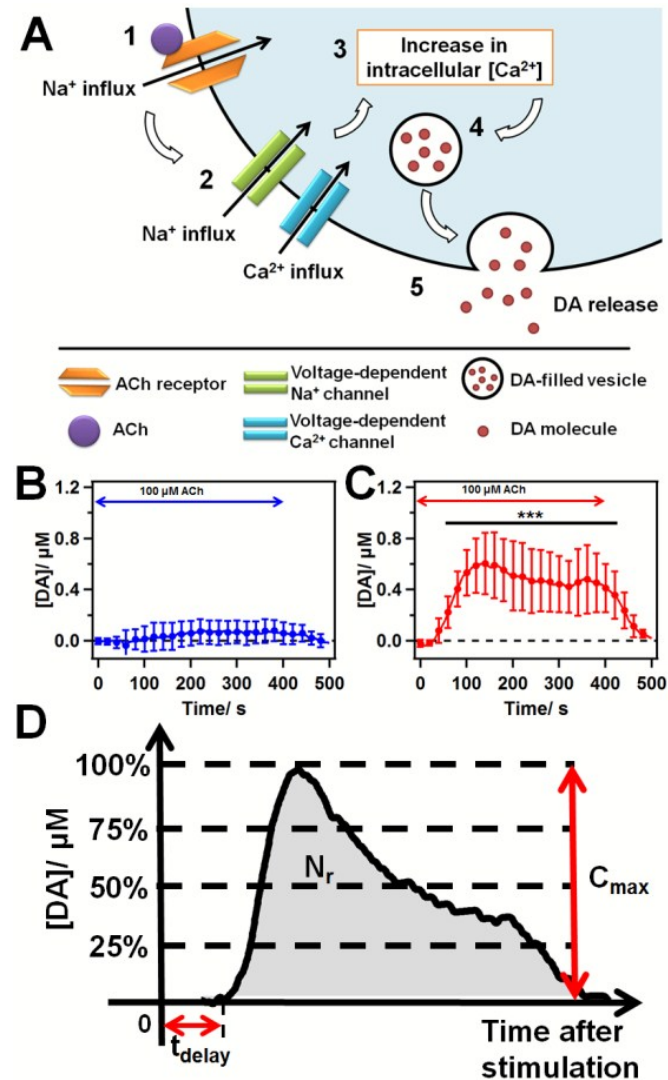 A
1
Na⁺ influx
2
Na⁺ influx
Ca²⁺ influx
3
Increase in
intracellular [Ca²⁺]
4
5
DA release
ACh receptor
Voltage-dependent
Na⁺ channel
DA-filled vesicle
ACh
Voltage-dependent
Ca²⁺ channel
DA molecule
B
100 µM ACh
[DA]/ µM
1.2
0.8
0.4
0.0
0 100 200 300 400 500
Time/ s
C
100 µM ACh
***
[DA]/ µM
1.2
0.8
0.4
0.0
0 100 200 300 400 500
Time/ s
D
[DA]/ µM
100%
75%
50%
25%
0
Nr
Cmax
tdelay
Time after
stimulation